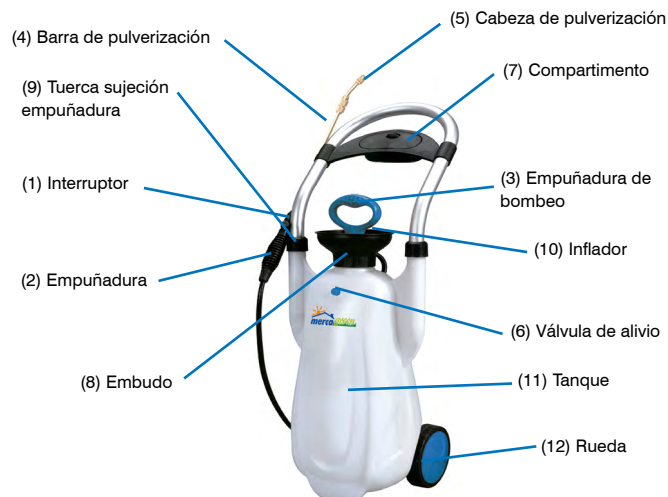 (5) Cabeza de pulverización
(4) Barra de pulverización
(7) Compartimento
(9) Tuerca sujeción
empuñadura
(1) Interruptor
(3) Empuñadura de
bombeo
(10) Inflador
(2) Empuñadura
merca
(6) Válvula de alivio
(8) Embudo
(11) Tanque
(12) Rueda